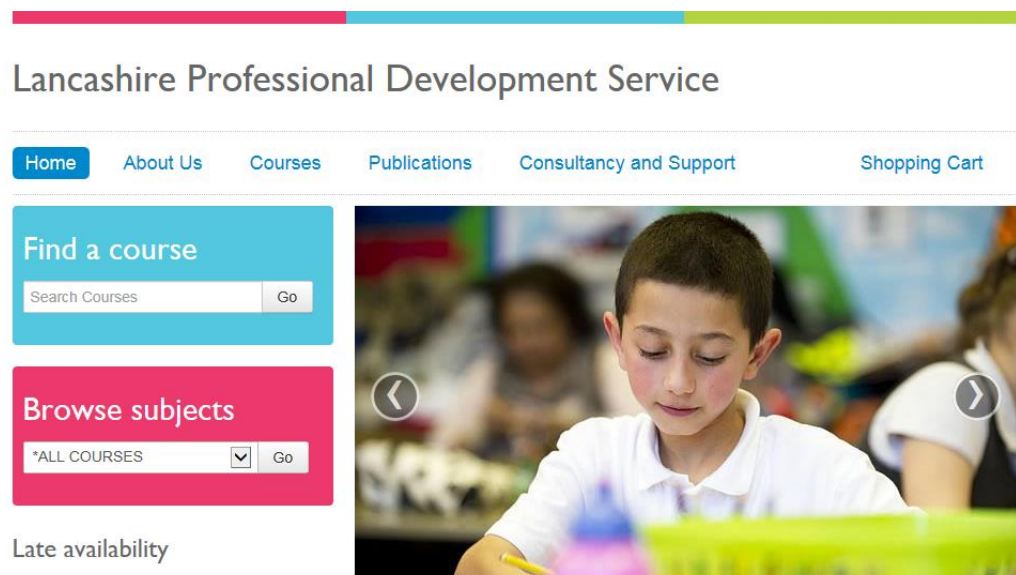 Lancashire Professional Development Service
Home About Us Courses Publications Consultancy and Support Shopping Cart
Find a course
Search Courses Go
Browse subjects
*ALL COURSES Go
Late availability